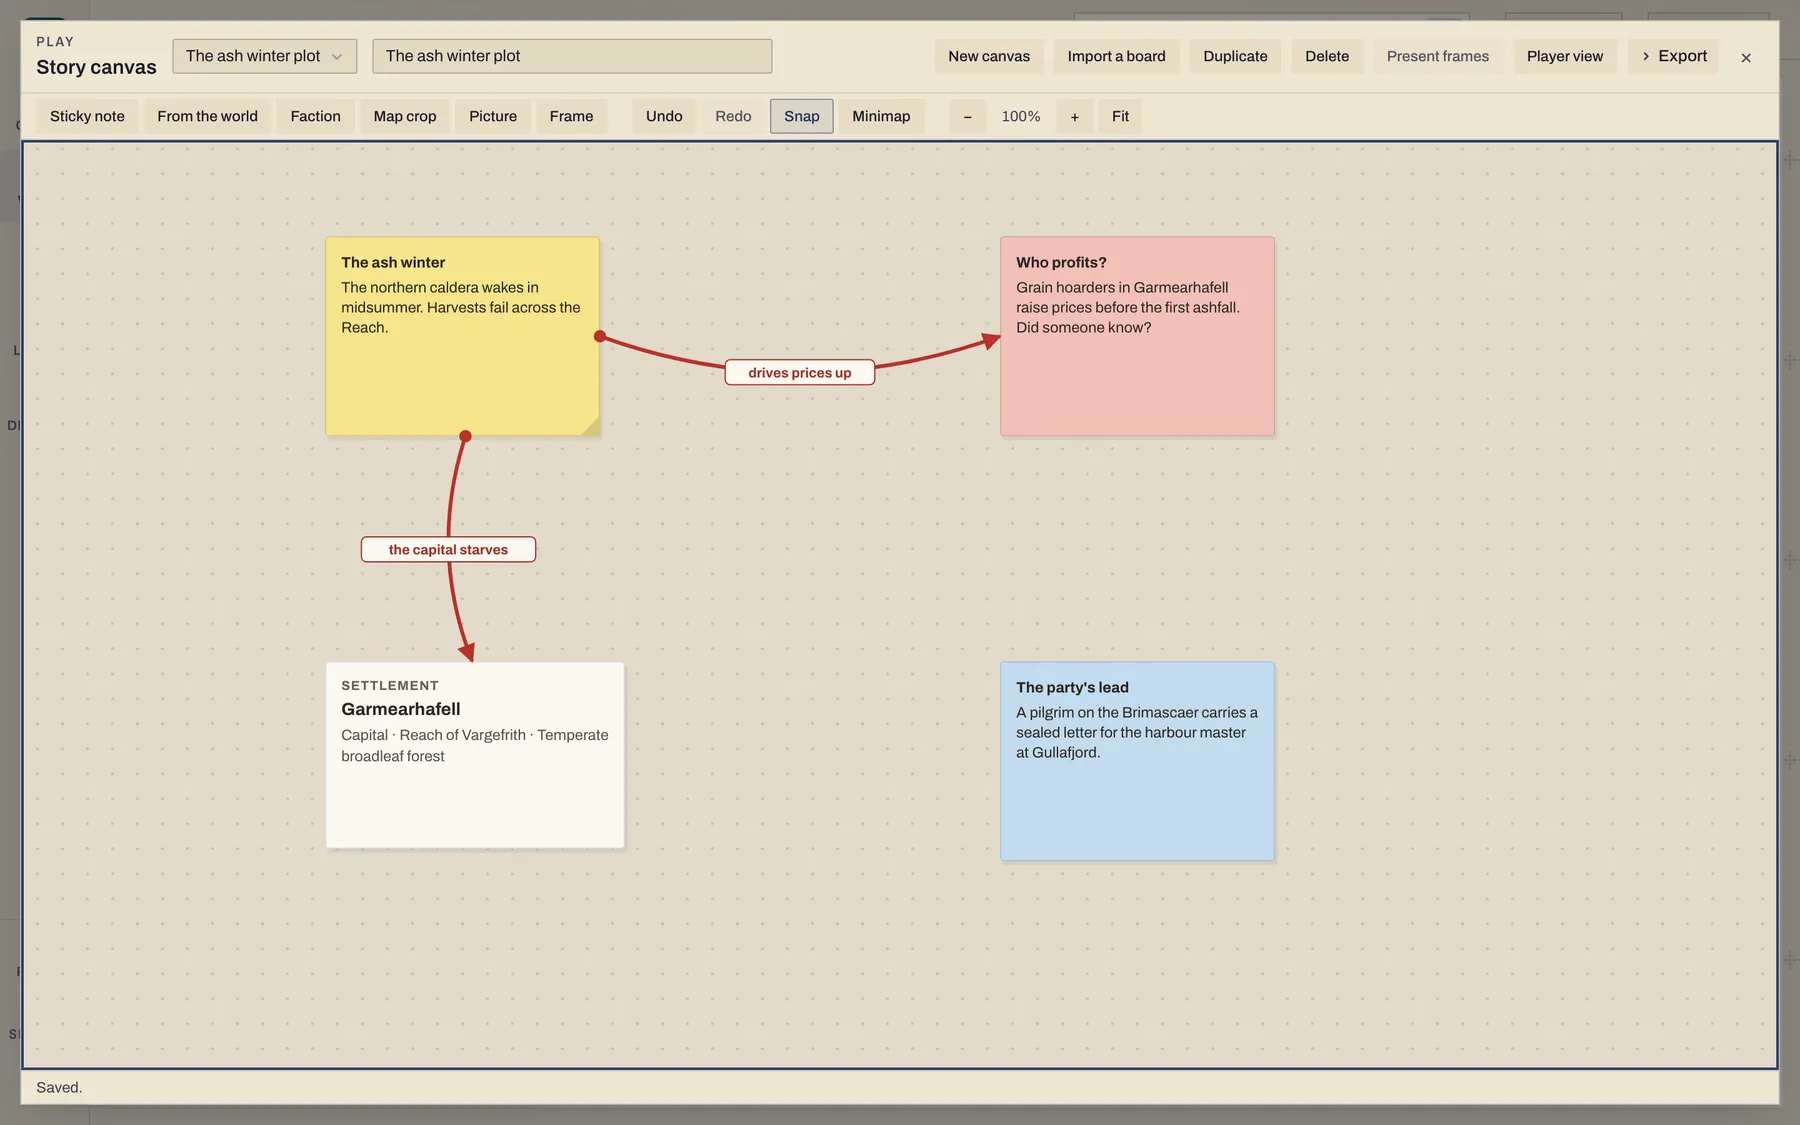 PLAY
Story canvas
The ash winter plot
The ash winter plot
New canvas
Import a board
Duplicate
Delete
Present frames
Player view
Export
Sticky note
From the world
Faction
Map crop
Picture
Frame
Undo
Redo
Snap
Minimap
−
100%
+
Fit
The ash winter
The northern caldera wakes in
midsummer. Harvests fail across the
Reach.
Who profits?
Grain hoarders in Garmearhafell
raise prices before the first ashfall.
Did someone know?
drives prices up
the capital starves
SETTLEMENT
Garmearhafell
Capital · Reach of Vargefrith · Temperate
broadleaf forest
The party's lead
A pilgrim on the Brimascaer carries a
sealed letter for the harbour master
at Gullafjord.
Saved.